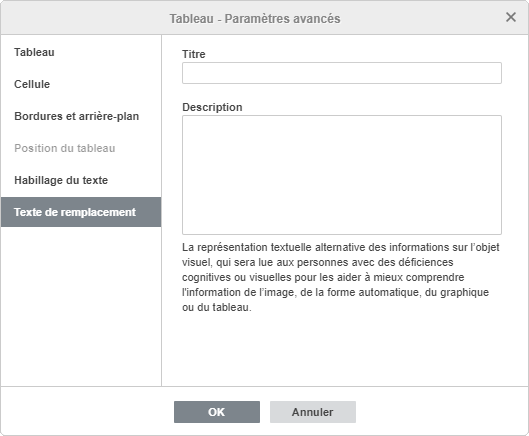 Tableau - Paramètres avancés
Tableau
Cellule
Bordures et arrière-plan
Position du tableau
Habillage du texte
Texte de remplacement
Titre
Description
La représentation textuelle alternative des informations sur l’objet
visuel, qui sera lue aux personnes avec des déficiences
cognitives ou visuelles pour les aider à mieux comprendre
l'information de l’image, de la forme automatique, du graphique
ou du tableau.
OK
Annuler